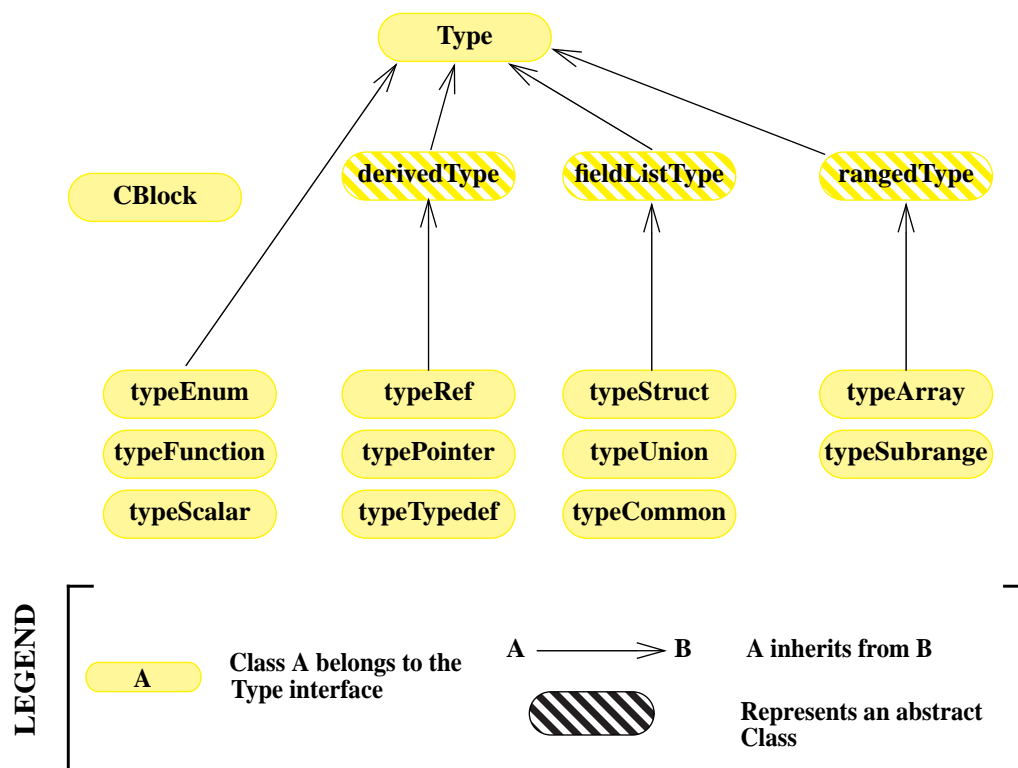 Type
derivedType
fieldListType
rangedType
CBlock
typeEnum
typeRef
typeStruct
typeArray
typeFunction
typePointer
typeUnion
typeSubrange
typeScalar
typeTypedef
typeCommon
LEGEND
A
Class A belongs to the
Type interface
A
B
A inherits from B
Represents an abstract
Class